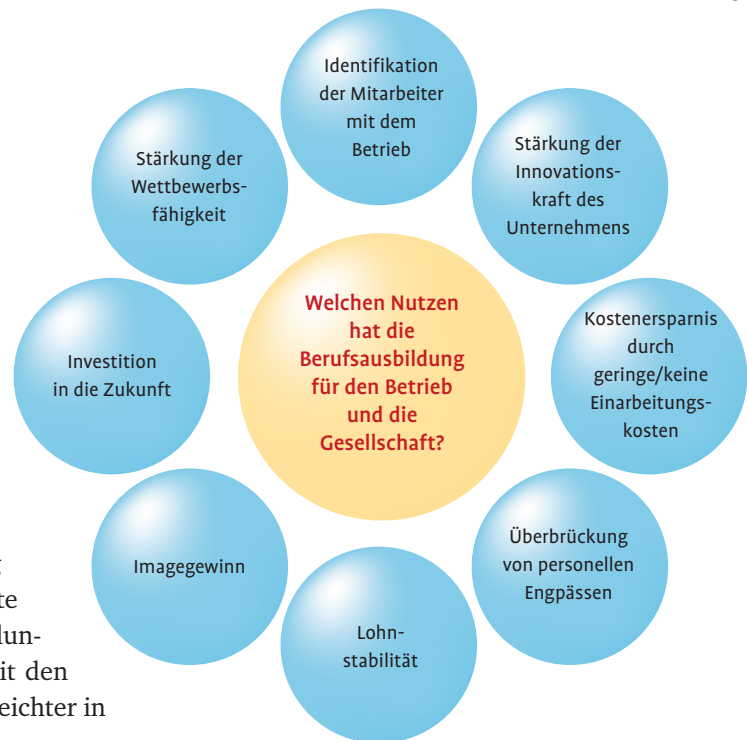 Identifikation
der Mitarbeiter
mit dem
Betrieb
Stärkung der
Innovations-
kraft des
Unternehmens
Kostenersparnis
durch
geringe/keine
Einarbeitungs-
kosten
Überbrückung
von personellen
Engpässen
Lohn-
stabilität
Imagegewinn
Investition
in die Zukunft
Stärkung der
Wettbewerbs-
fähigkeit
Welchen Nutzen
hat die
Berufsausbildung
für den Betrieb
und die
Gesellschaft?
te
lun-
it den
eichter in